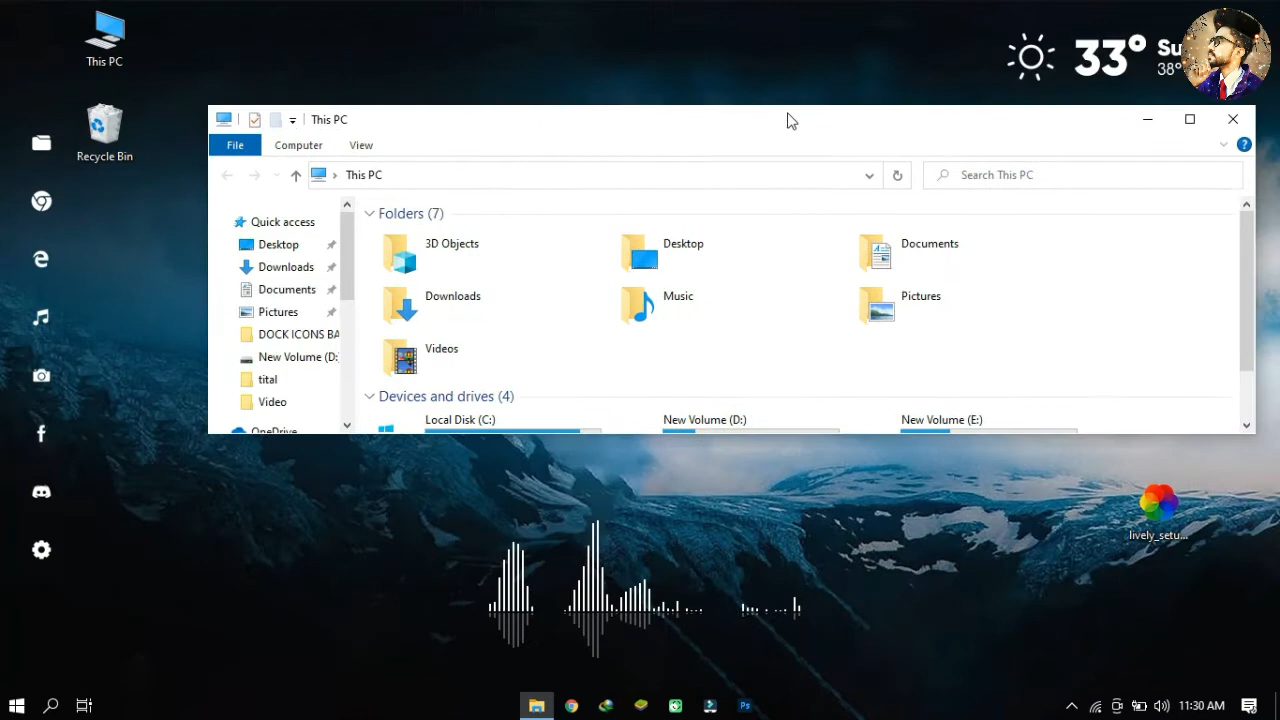 This PC
Recycle Bin
33°
Su
38°
This PC
File Computer View
This PC
Search This PC
Quick access
Desktop
Downloads
Documents
Pictures
DOCK ICONS BA
New Volume (D:
tital
Video
OneDrive
Folders (7)
3D Objects
Desktop
Documents
Downloads
Music
Pictures
Videos
Devices and drives (4)
Local Disk (C:)
New Volume (D:)
New Volume (E:)
lively_setu...
Ps
11:30 AM